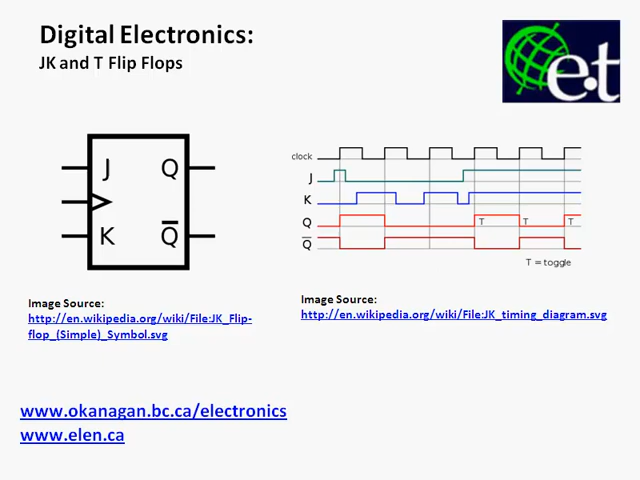 Digital Electronics:
JK and T Flip Flops
e.t
J Q
K Q̅
clock
J
K
Q T T T
Q̅
T = toggle
Image Source:
http://en.wikipedia.org/wiki/File:JK_Flip-
flop_(Simple)_Symbol.svg
Image Source:
http://en.wikipedia.org/wiki/File:JK_timing_diagram.svg
www.okanagan.bc.ca/electronics
www.elen.ca